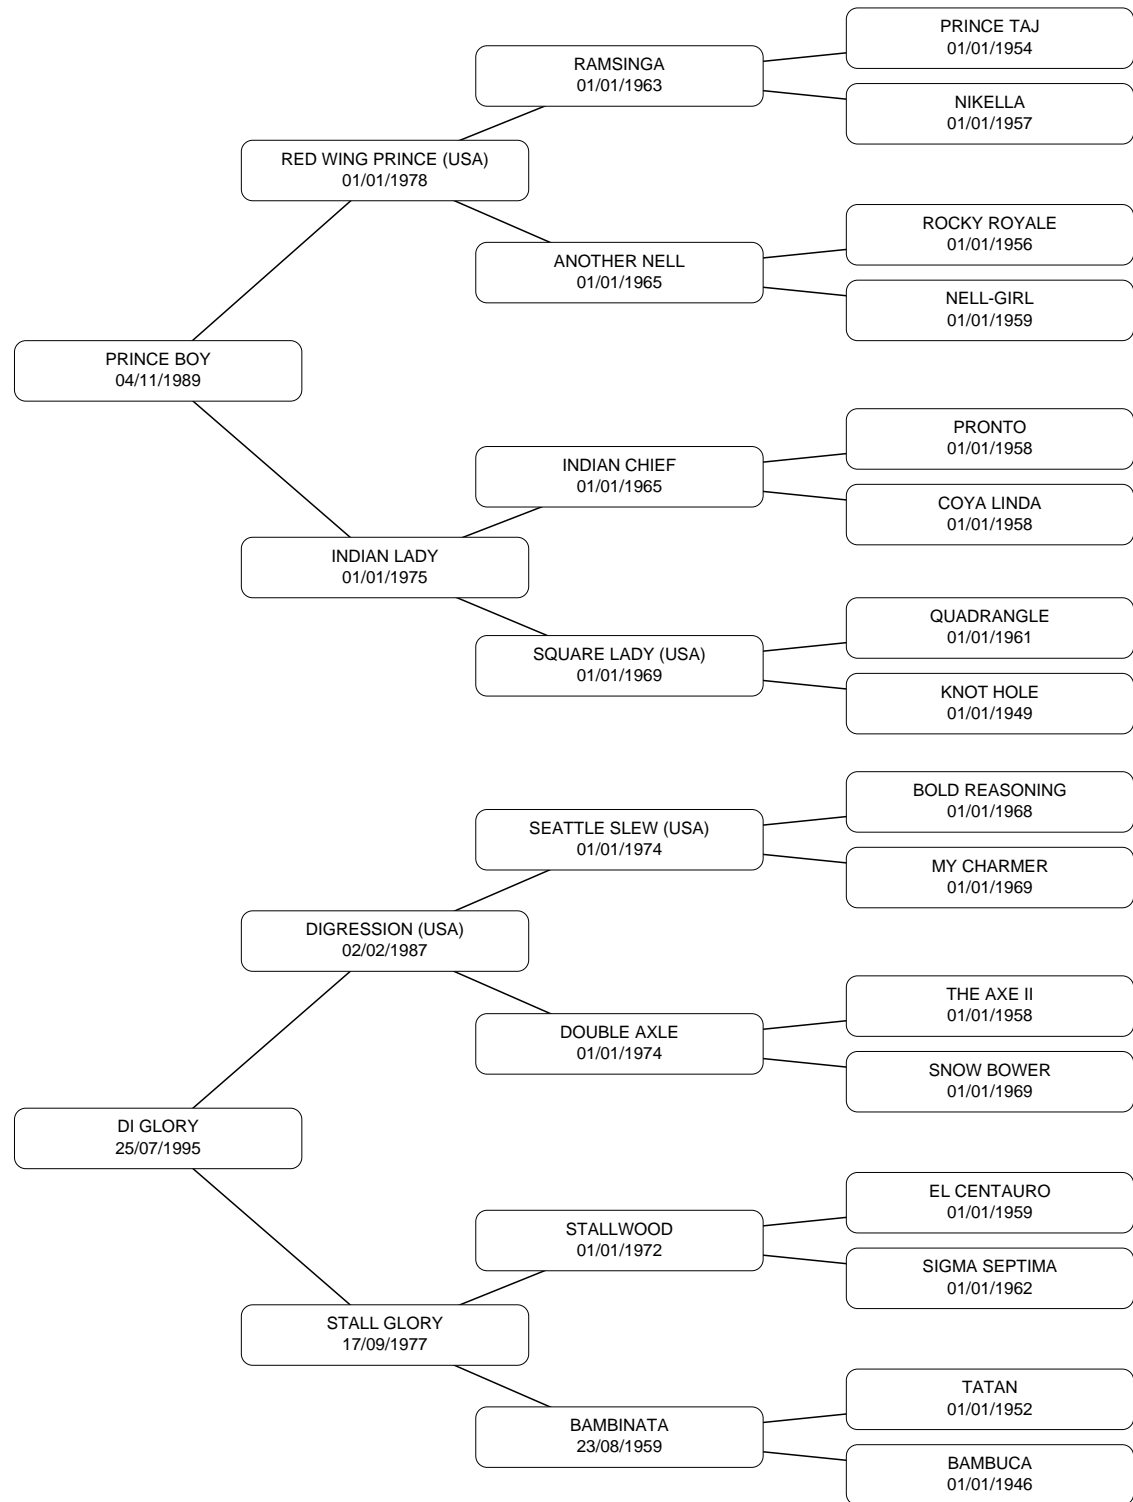 PRINCE TAJ
01/01/1954
RAMSINGA
01/01/1963
NIKELLA
01/01/1957
RED WING PRINCE (USA)
01/01/1978
ROCKY ROYALE
01/01/1956
ANOTHER NELL
01/01/1965
NELL-GIRL
01/01/1959
PRINCE BOY
04/11/1989
PRONTO
01/01/1958
INDIAN CHIEF
01/01/1965
COYA LINDA
01/01/1958
INDIAN LADY
01/01/1975
QUADRANGLE
01/01/1961
SQUARE LADY (USA)
01/01/1969
KNOT HOLE
01/01/1949
BOLD REASONING
01/01/1968
SEATTLE SLEW (USA)
01/01/1974
MY CHARMER
01/01/1969
DIGRESSION (USA)
02/02/1987
THE AXE II
01/01/1958
DOUBLE AXLE
01/01/1974
SNOW BOWER
01/01/1969
DI GLORY
25/07/1995
EL CENTAURO
01/01/1959
STALLWOOD
01/01/1972
SIGMA SEPTIMA
01/01/1962
STALL GLORY
17/09/1977
TATAN
01/01/1952
BAMBINATA
23/08/1959
BAMBUCA
01/01/1946